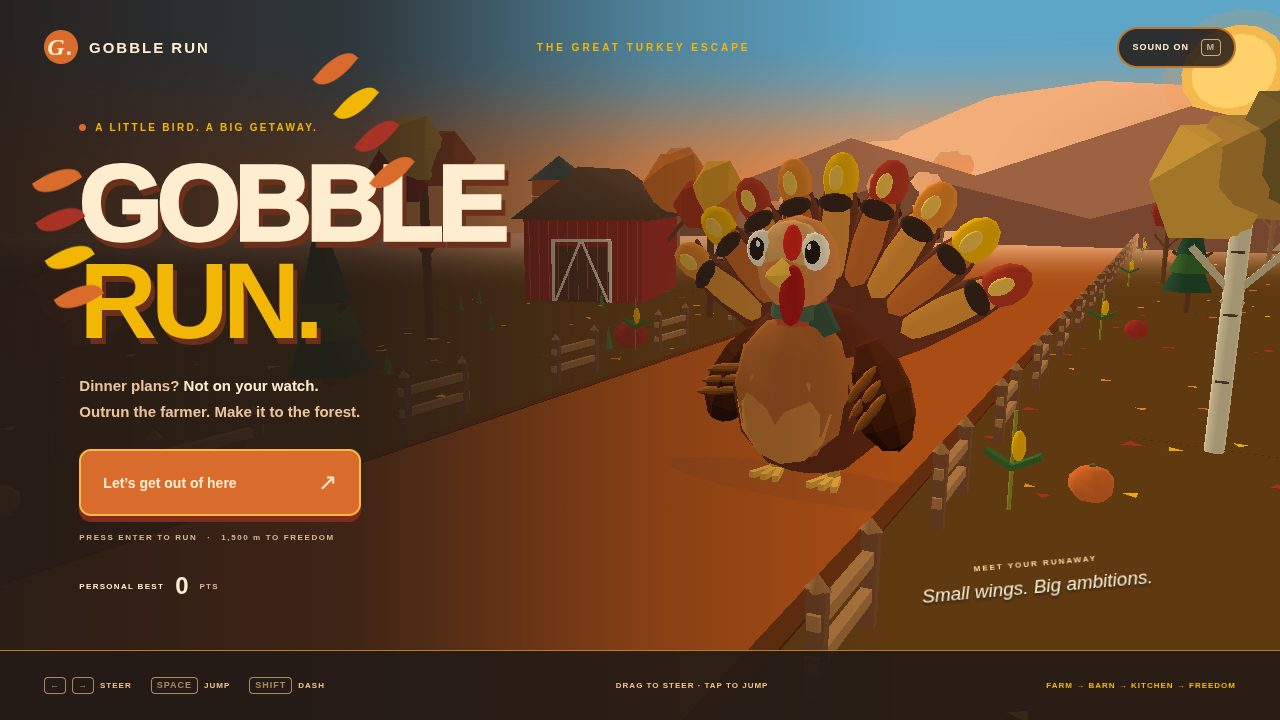 G.
GOBBLE RUN
THE GREAT TURKEY ESCAPE
SOUND ON M
A LITTLE BIRD. A BIG GETAWAY.
GOBBLE
RUN.
Dinner plans? Not on your watch.
Outrun the farmer. Make it to the forest.
Let's get out of here ↗
PRESS ENTER TO RUN · 1,500 m TO FREEDOM
PERSONAL BEST 0 PTS
MEET YOUR RUNAWAY
Small wings. Big ambitions.
← → STEER SPACE JUMP SHIFT DASH
DRAG TO STEER · TAP TO JUMP
FARM → BARN → KITCHEN → FREEDOM